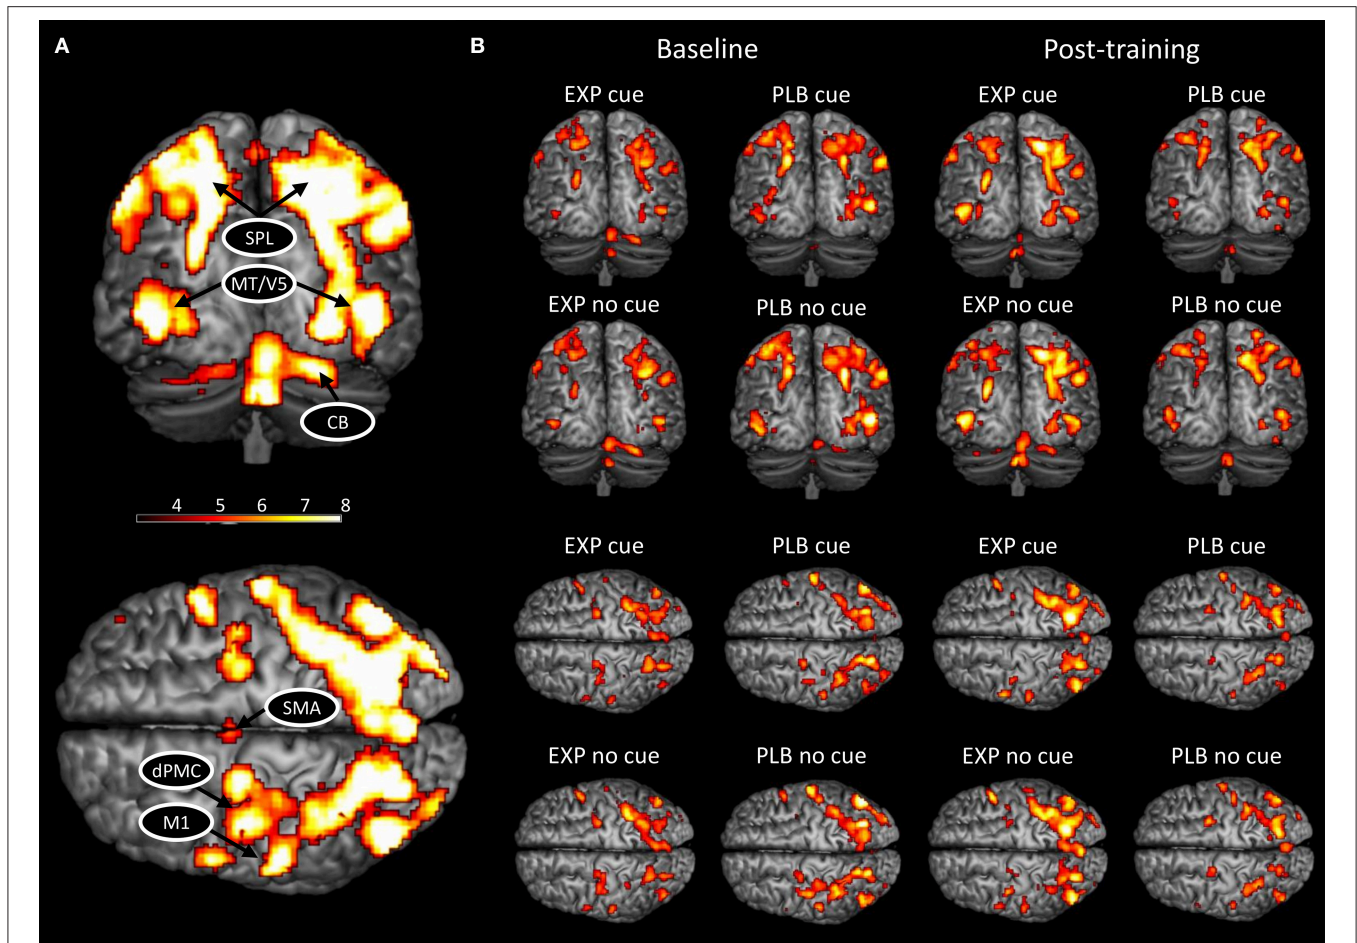 A
SPL
MT/V5
CB
4 5 6 7 8
SMA
dPMC
M1
B
Baseline Post-training
EXP cue PLB cue EXP cue PLB cue
EXP no cue PLB no cue EXP no cue PLB no cue
EXP cue PLB cue EXP cue PLB cue
EXP no cue PLB no cue EXP no cue PLB no cue